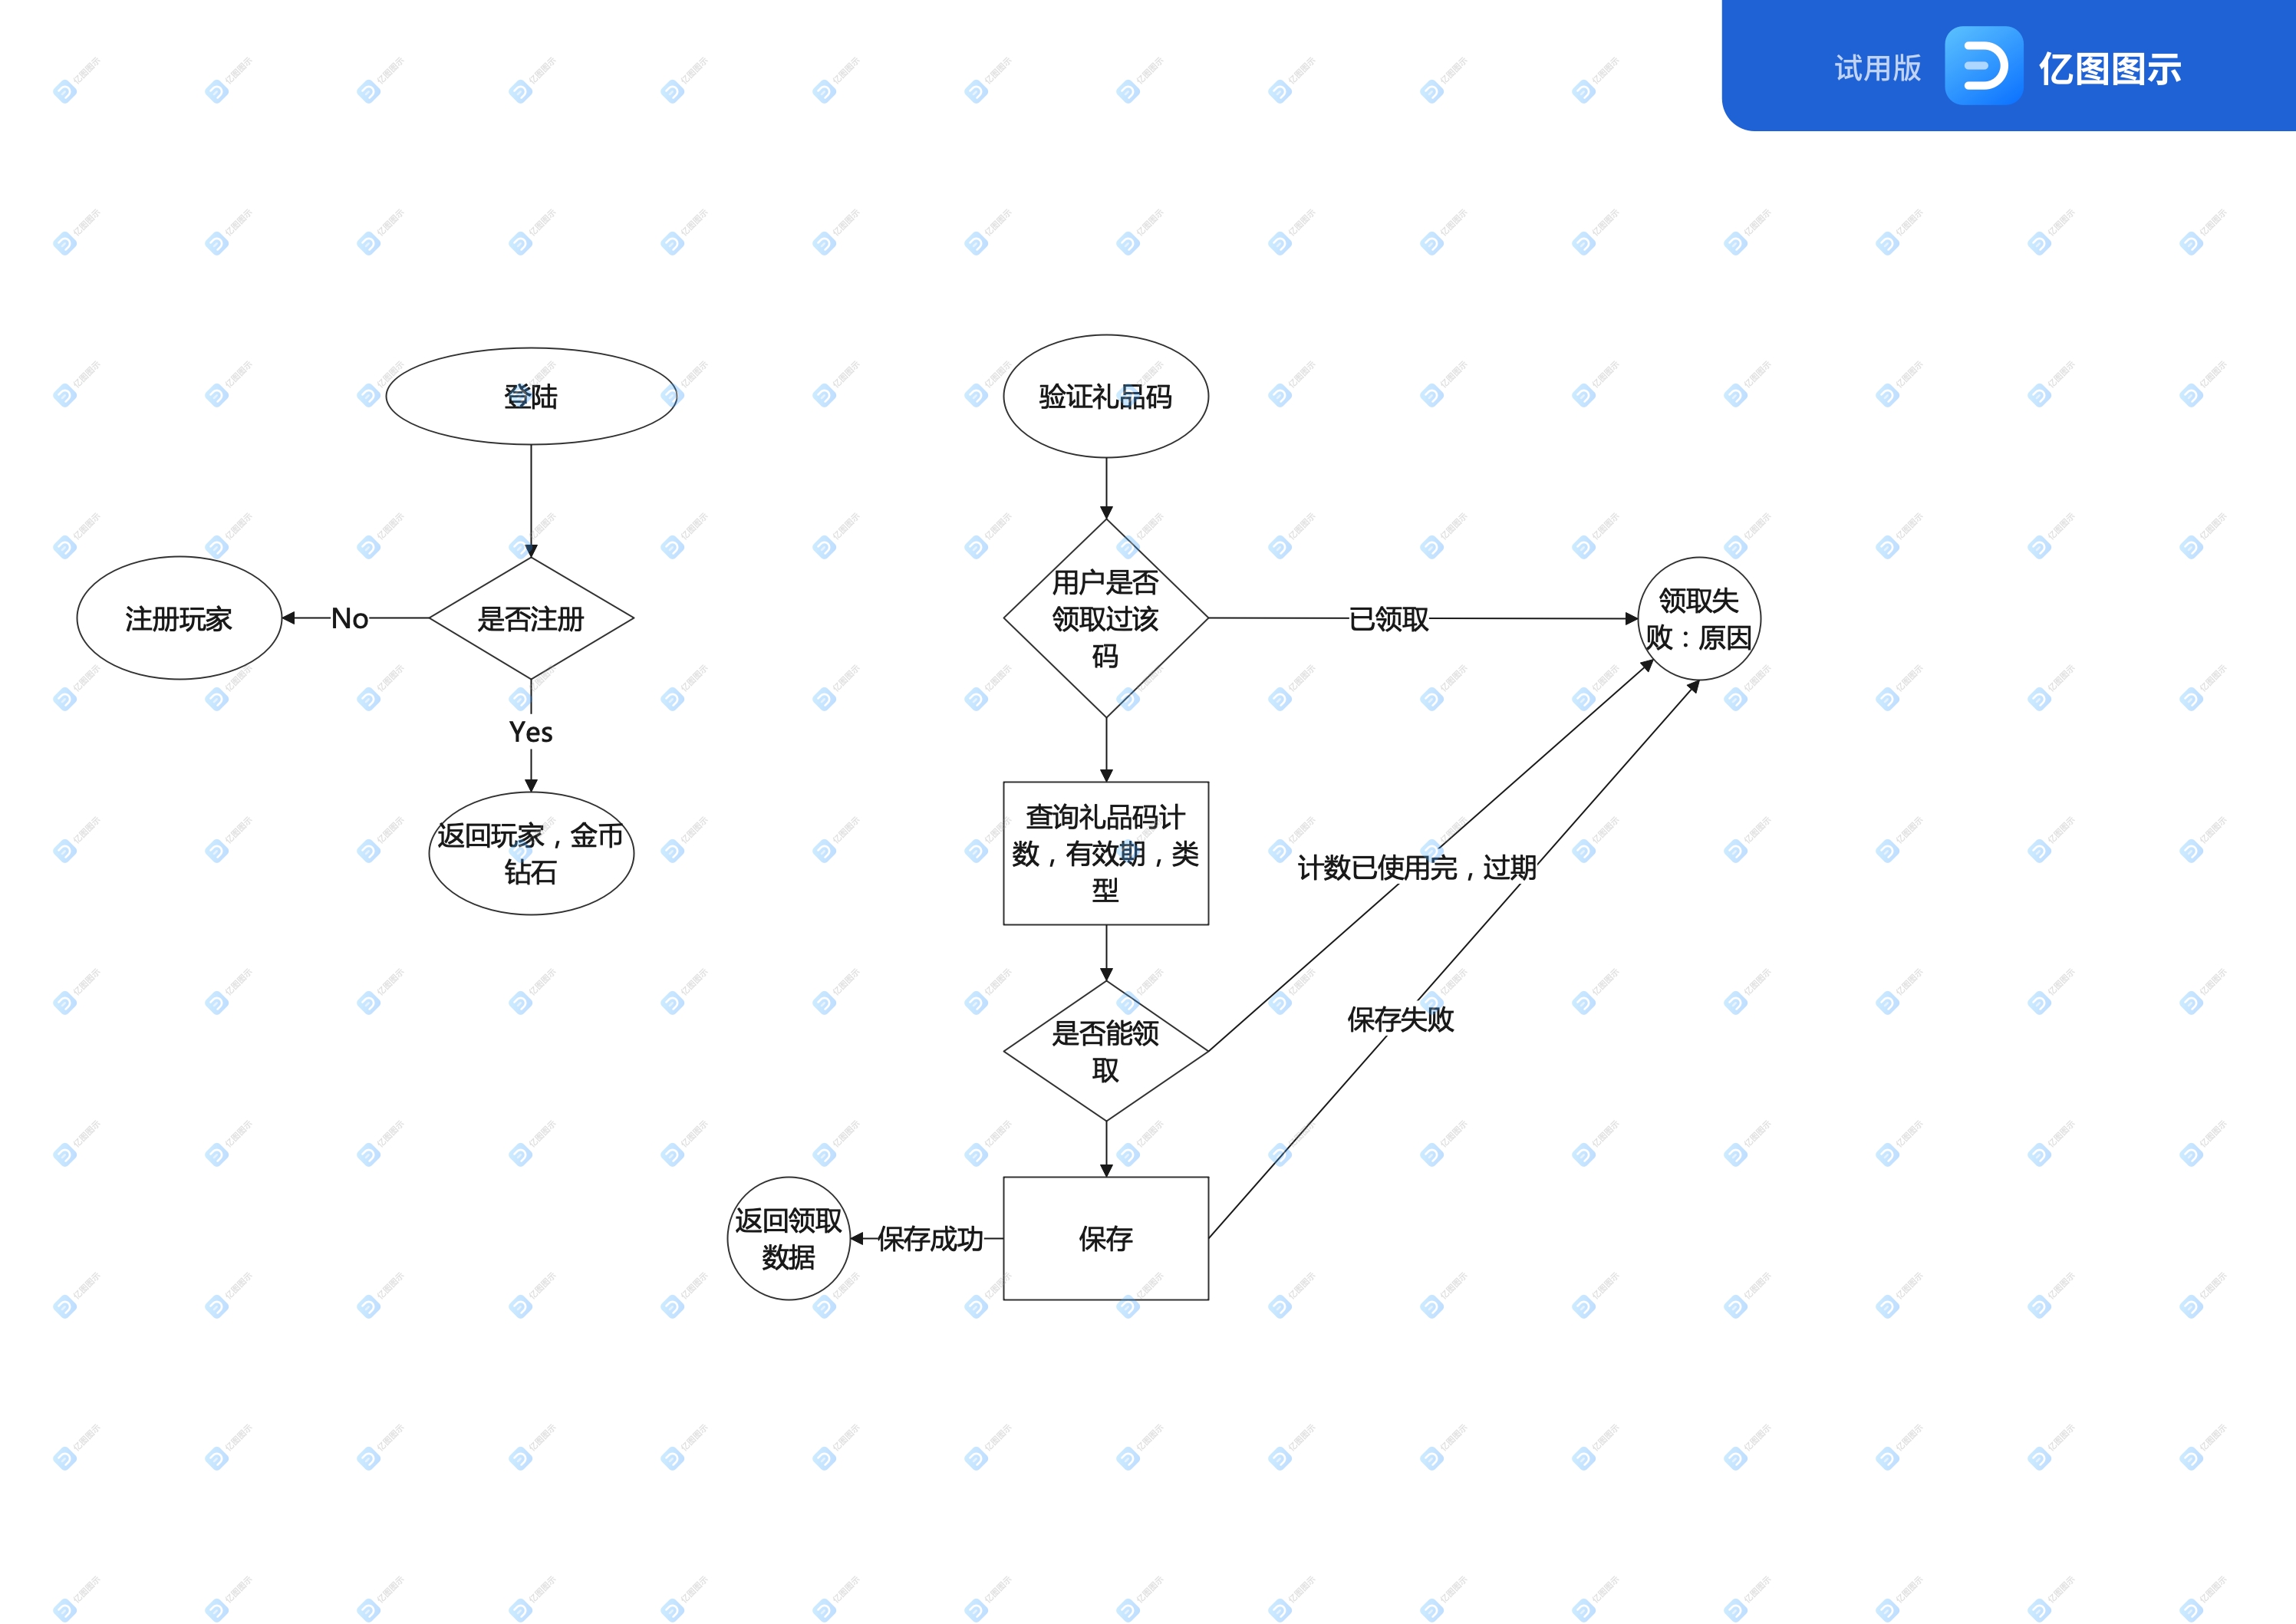 试用版
亿图图示
登陆
是否注册
No
注册玩家
Yes
返回玩家，金币
钻石
验证礼品码
用户是否
领取过该
码
已领取
领取失
败：原因
查询礼品码计
数，有效期，类
型
计数已使用完，过期
是否能领
取
保存失败
保存
保存成功
返回领取
数据
亿图图示